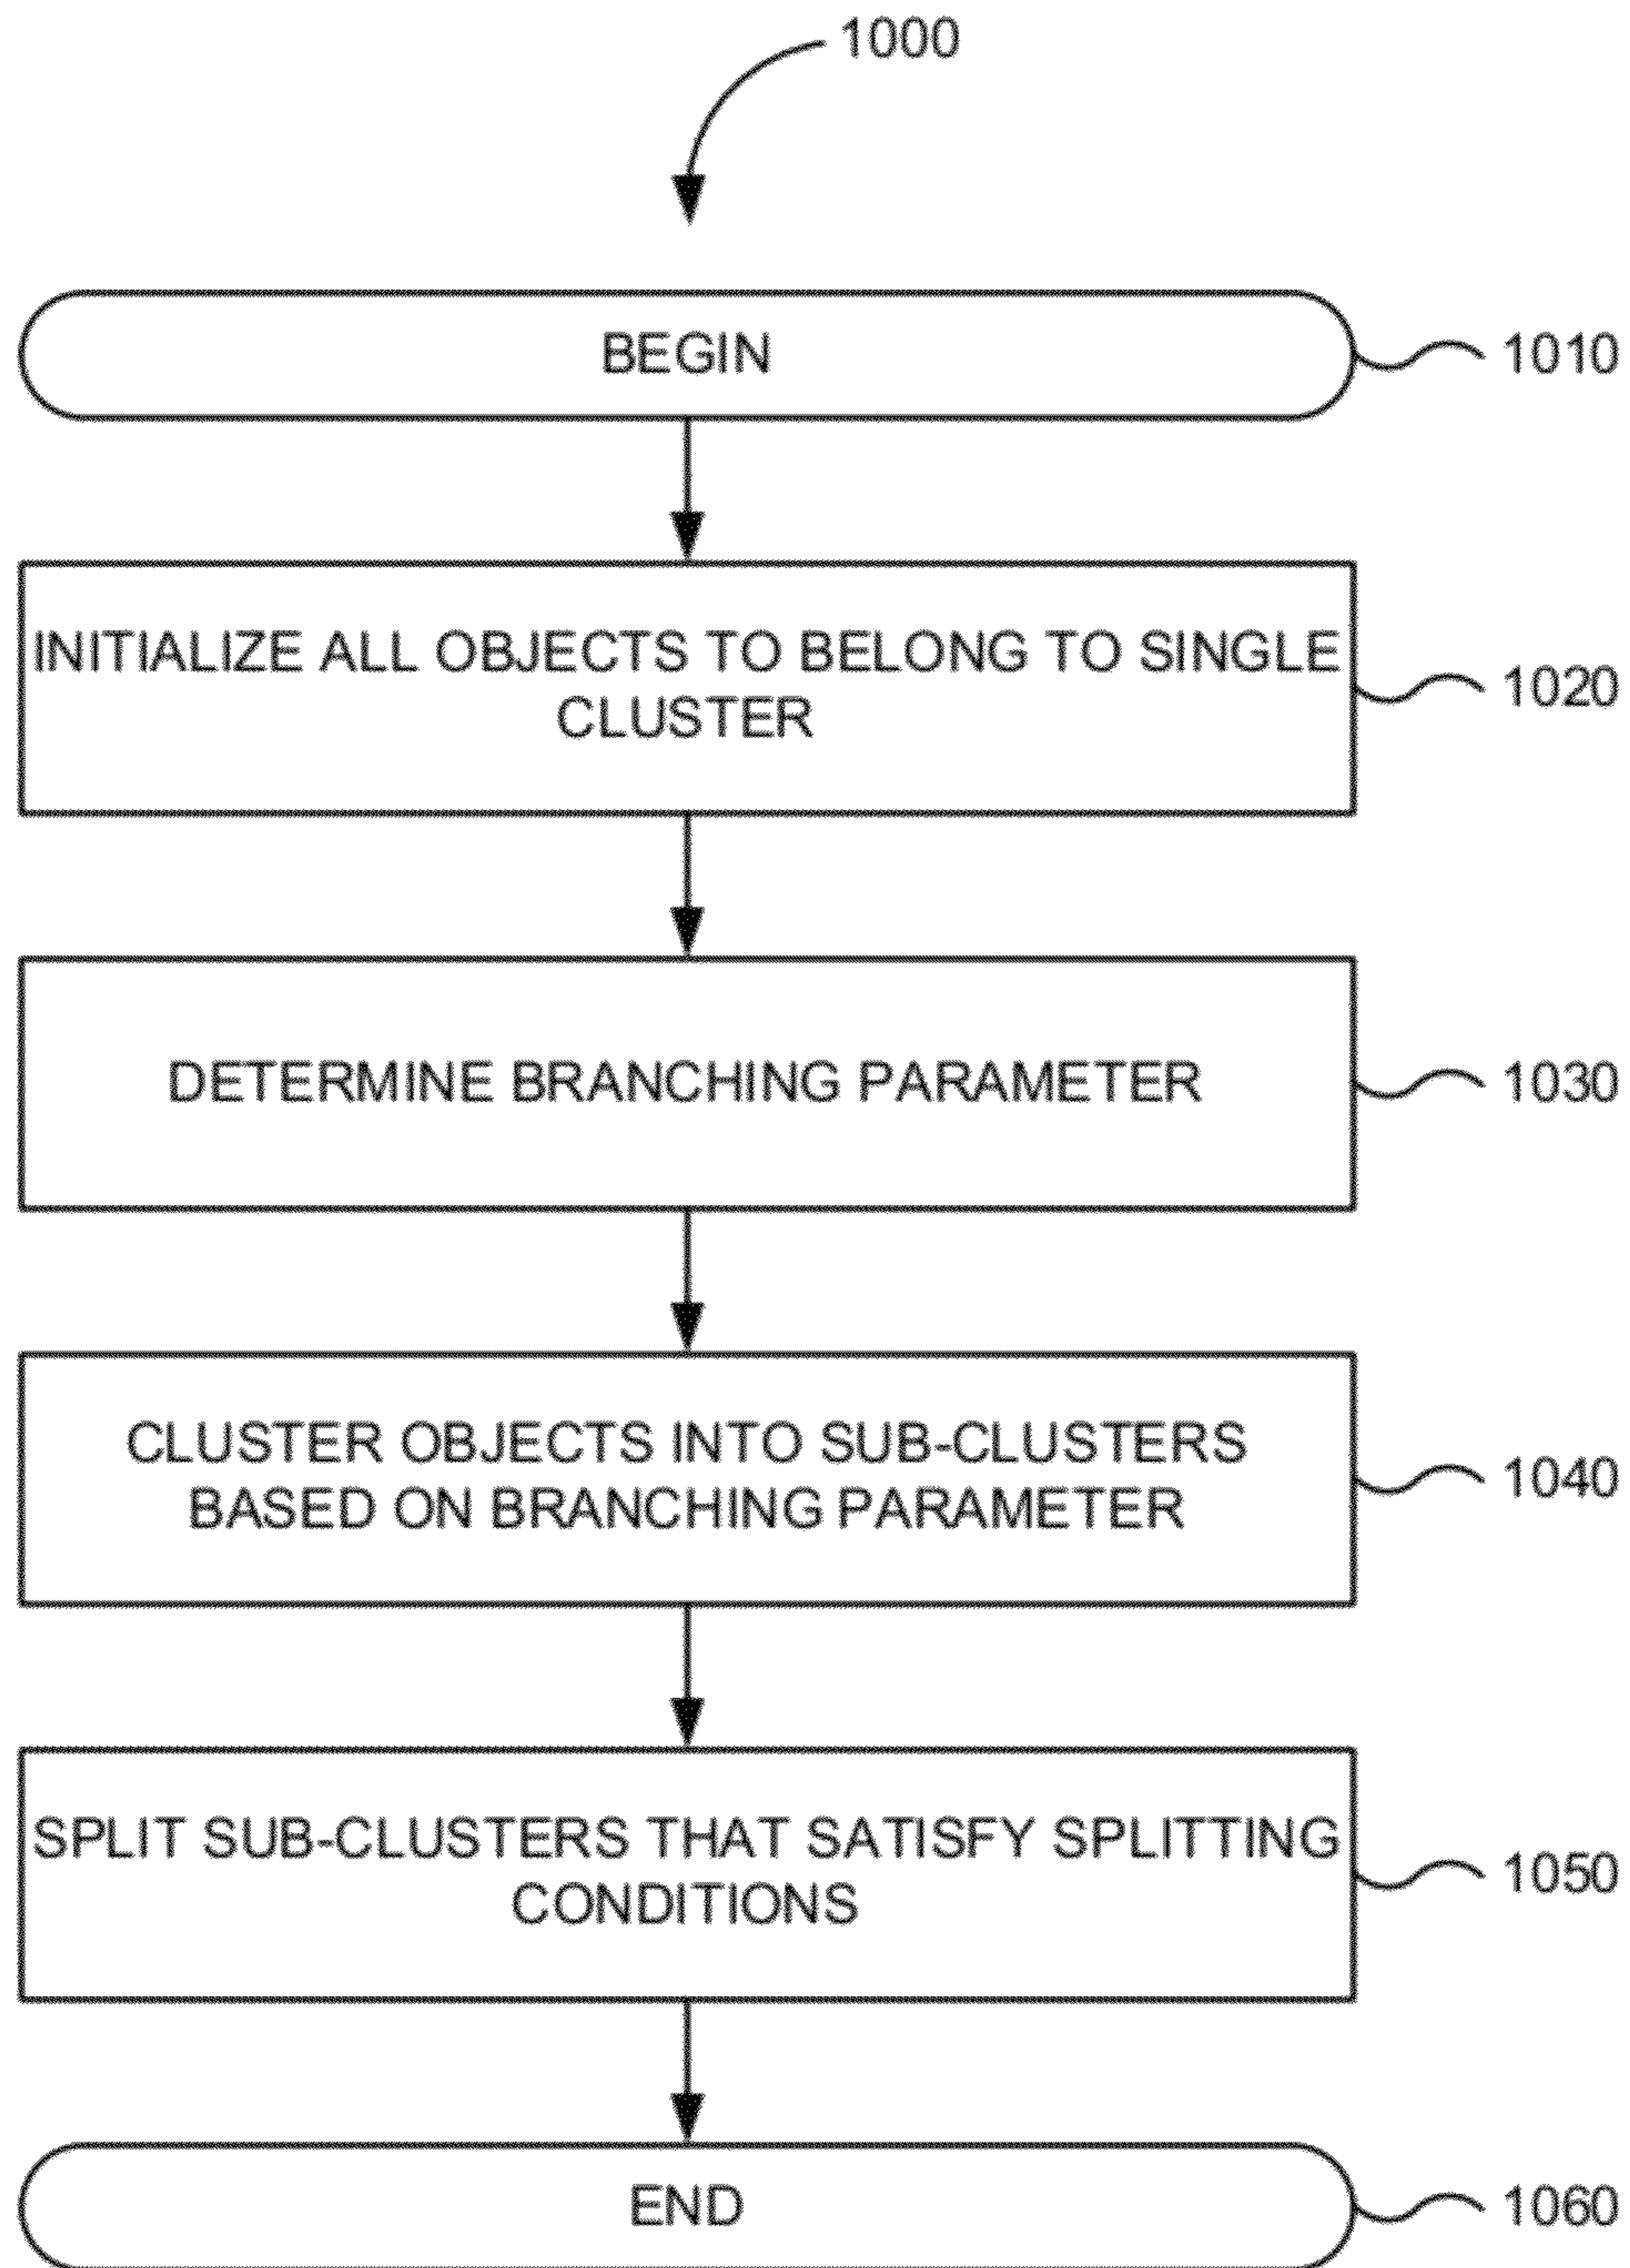 1000
BEGIN
1010
INITIALIZE ALL OBJECTS TO BELONG TO SINGLE
CLUSTER
1020
DETERMINE BRANCHING PARAMETER
1030
CLUSTER OBJECTS INTO SUB-CLUSTERS
BASED ON BRANCHING PARAMETER
1040
SPLIT SUB-CLUSTERS THAT SATISFY SPLITTING
CONDITIONS
1050
END
1060